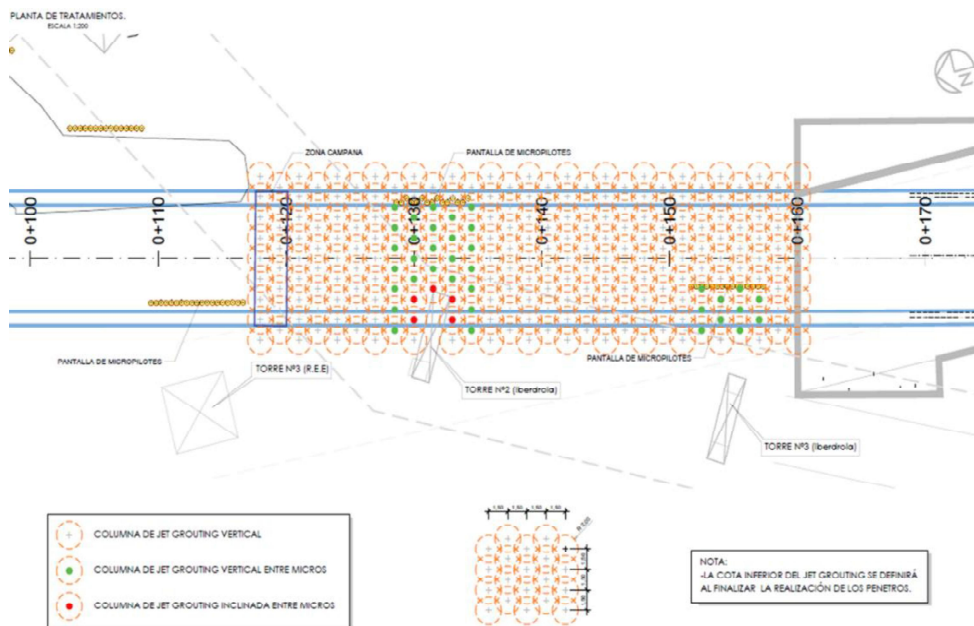 PLANTA DE TRATAMIENTOS.
ESCALA 1:200
ZONA CAMPANA
PANTALLA DE MICROPILOTES
N
0+100
0+110
0+120
0+130
0+140
0+150
0+160
0+170
PANTALLA DE MICROPILOTES
TORRE Nº3 (R.E.E)
TORRE Nº2 (Iberdrola)
PANTALLA DE MICROPILOTES
TORRE Nº3 (Iberdrola)
COLUMNA DE JET GROUTING VERTICAL
COLUMNA DE JET GROUTING VERTICAL ENTRE MICROS
COLUMNA DE JET GROUTING INCLINADA ENTRE MICROS
1,50 1,50 1,50 1,50
NOTA:
-LA COTA INFERIOR DEL JET GROUTING SE DEFINIRÁ
AL FINALIZAR LA REALIZACIÓN DE LOS PENETROS.